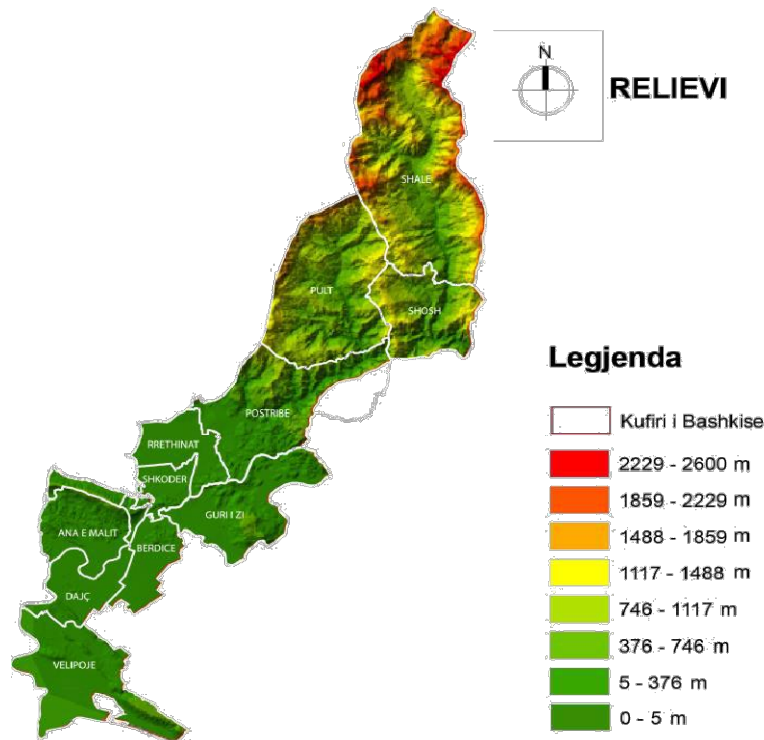 N
RELIEVI
SHALE
PULT
SHOSH
POSTRIBE
RRETHINAT
SHKODER
GURI I ZI
ANA E MALIT
BERDICE
DAJÇ
VELIPOJE
Legjenda
Kufiri i Bashkise
2229 - 2600 m
1859 - 2229 m
1488 - 1859 m
1117 - 1488 m
746 - 1117 m
376 - 746 m
5 - 376 m
0 - 5 m